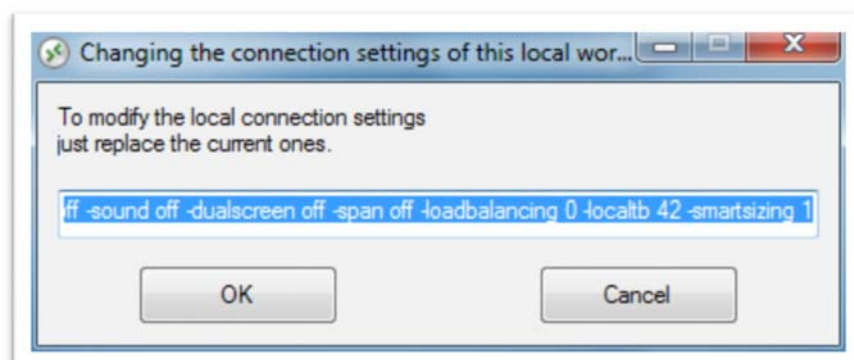 Changing the connection settings of this local wor...
To modify the local connection settings
just replace the current ones.
ff -sound off -dualscreen off -span off -loadbalancing 0 -localtb 42 -smartsizing 1
OK
Cancel